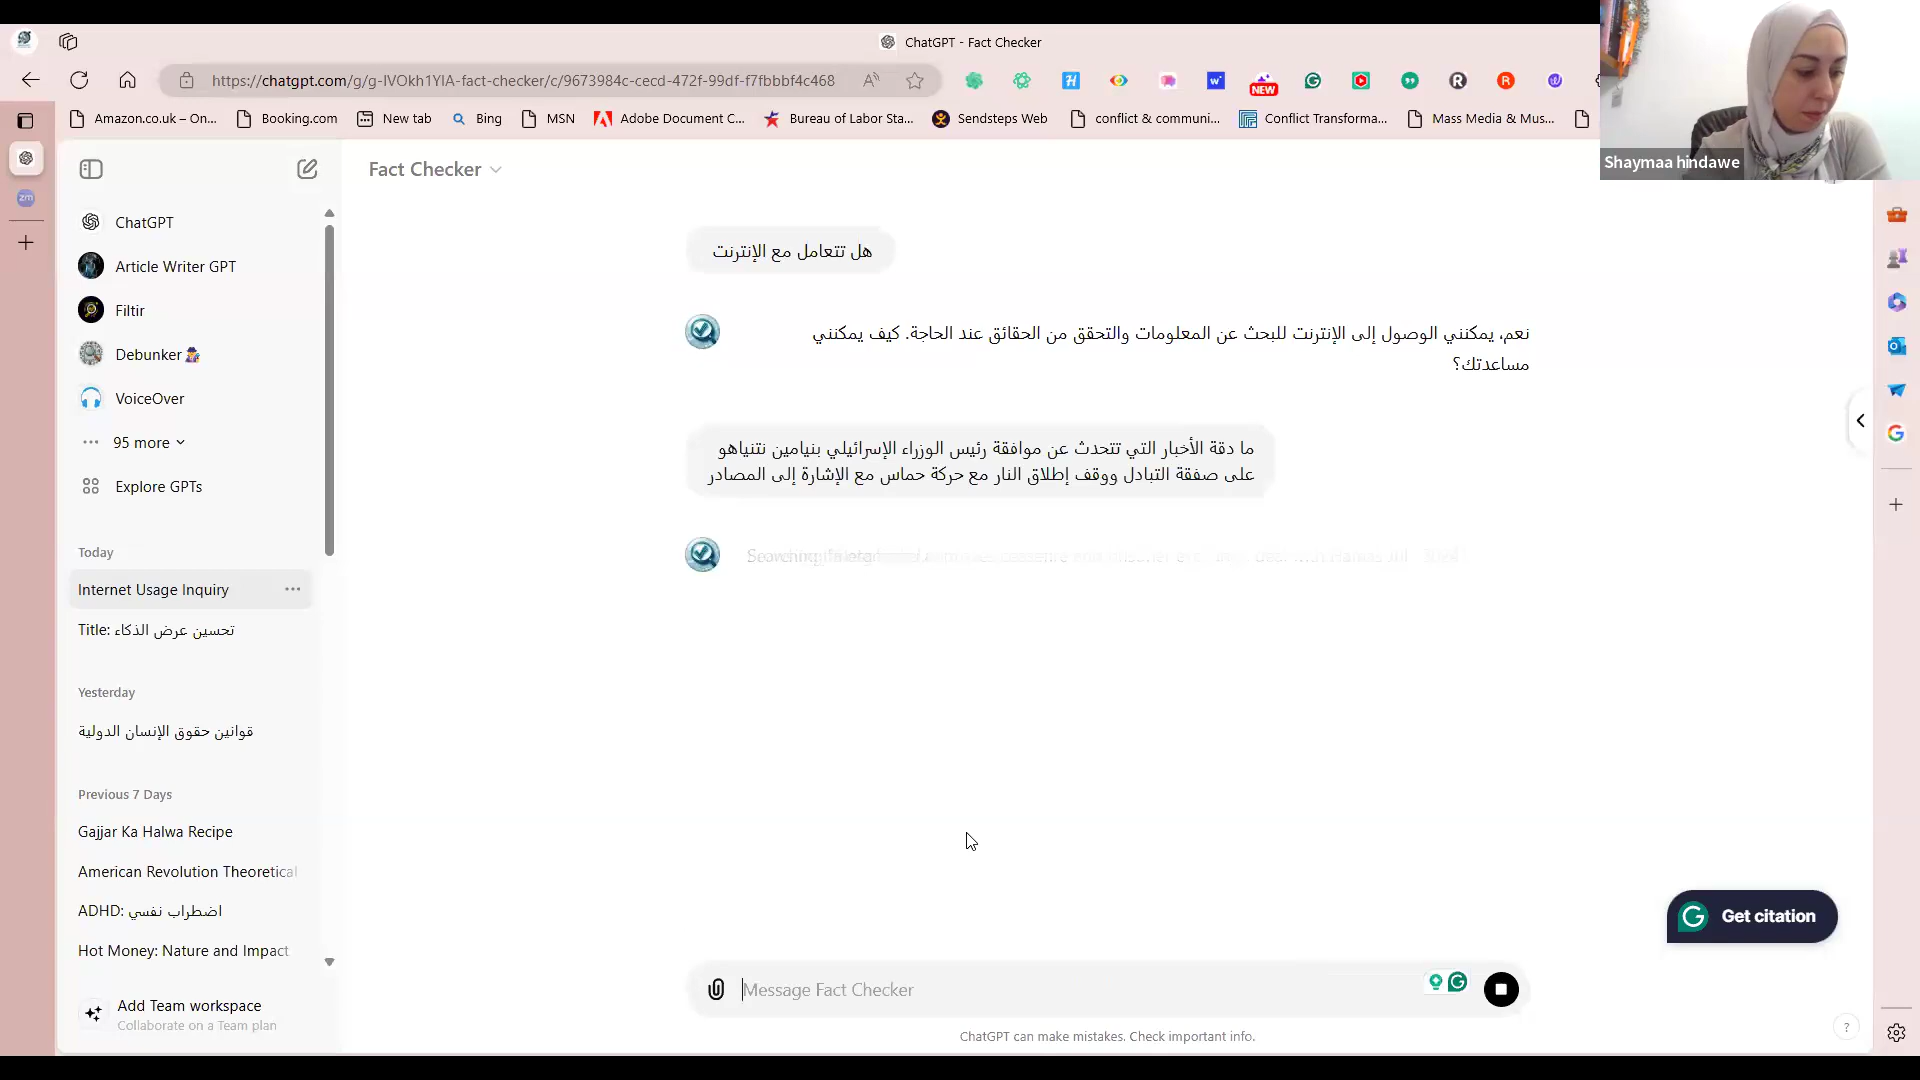 ChatGPT - Fact Checker
https://chatgpt.com/g/g-IVOkh1YIA-fact-checker/c/9673984c-cecd-472f-99df-f7fbbbf4c468
NEW
Amazon.co.uk – On...
Booking.com
New tab
Bing
MSN
Adobe Document C...
Bureau of Labor Sta...
Sendsteps Web
conflict & communi...
Conflict Transforma...
Mass Media & Mus...
Shaymaa hindawe
zm
Fact Checker
ChatGPT
Article Writer GPT
Filtir
Debunker
VoiceOver
95 more
Explore GPTs
Today
Internet Usage Inquiry
Title: تحسين عرض الذكاء
Yesterday
قوانين حقوق الإنسان الدولية
Previous 7 Days
Gajjar Ka Halwa Recipe
American Revolution Theoretical
ADHD: اضطراب نفسي
Hot Money: Nature and Impact
Add Team workspace
Collaborate on a Team plan
هل تتعامل مع الإنترنت
نعم، يمكنني الوصول إلى الإنترنت للبحث عن المعلومات والتحقق من الحقائق عند الحاجة. كيف يمكنني
مساعدتك؟
ما دقة الأخبار التي تتحدث عن موافقة رئيس الوزراء الإسرائيلي بنيامين نتنياهو
على صفقة التبادل ووقف إطلاق النار مع حركة حماس مع الإشارة إلى المصادر
Get citation
Message Fact Checker
ChatGPT can make mistakes. Check important info.
?